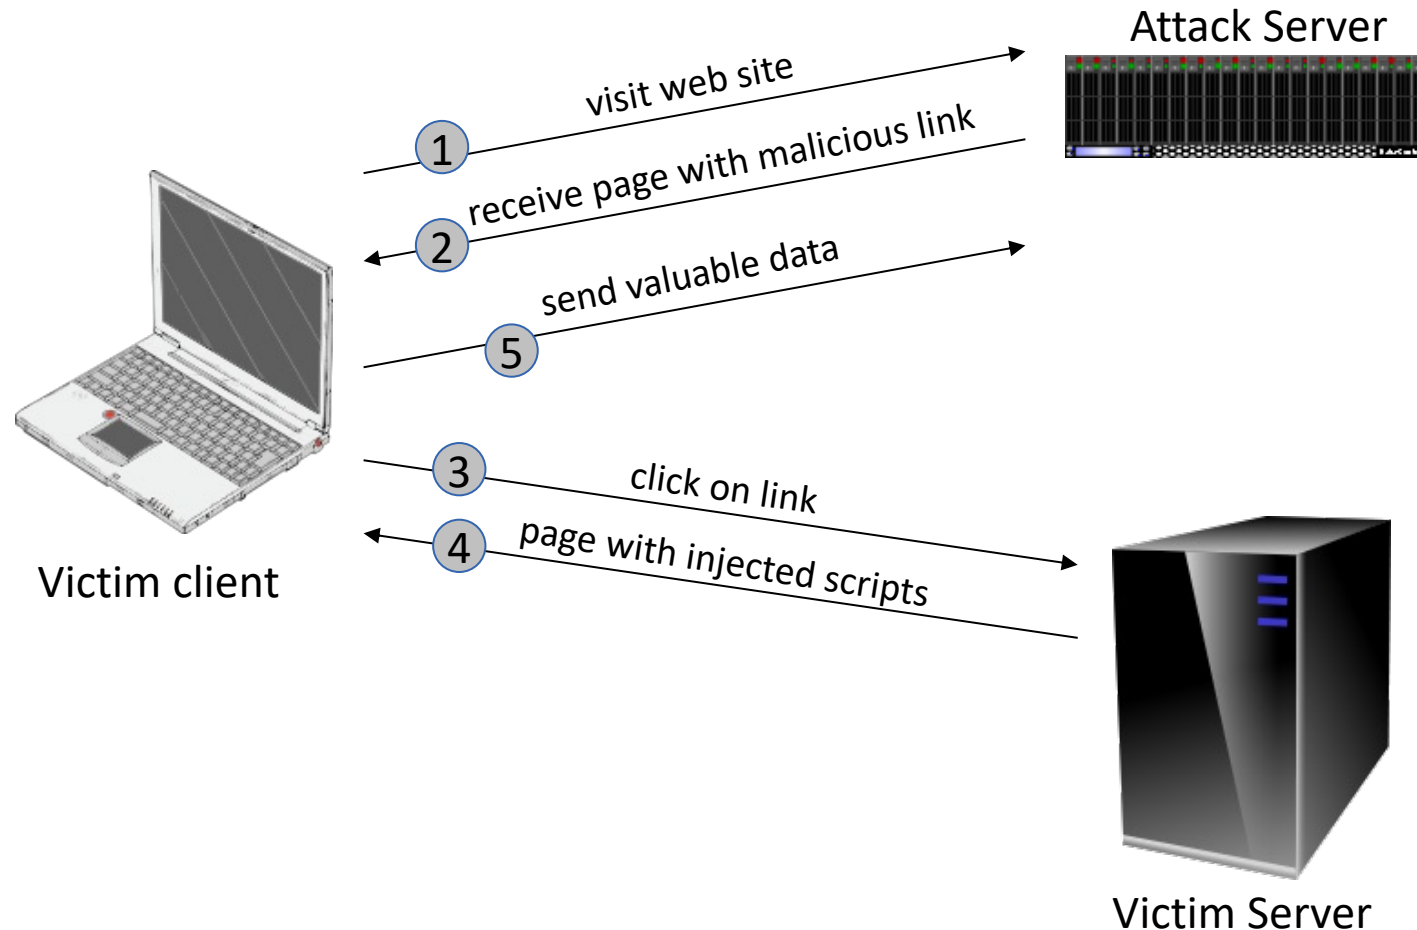 Attack Server
visit web site
1
receive page with malicious link
2
send valuable data
5
3
click on link
4
page with injected scripts
Victim client
Victim Server